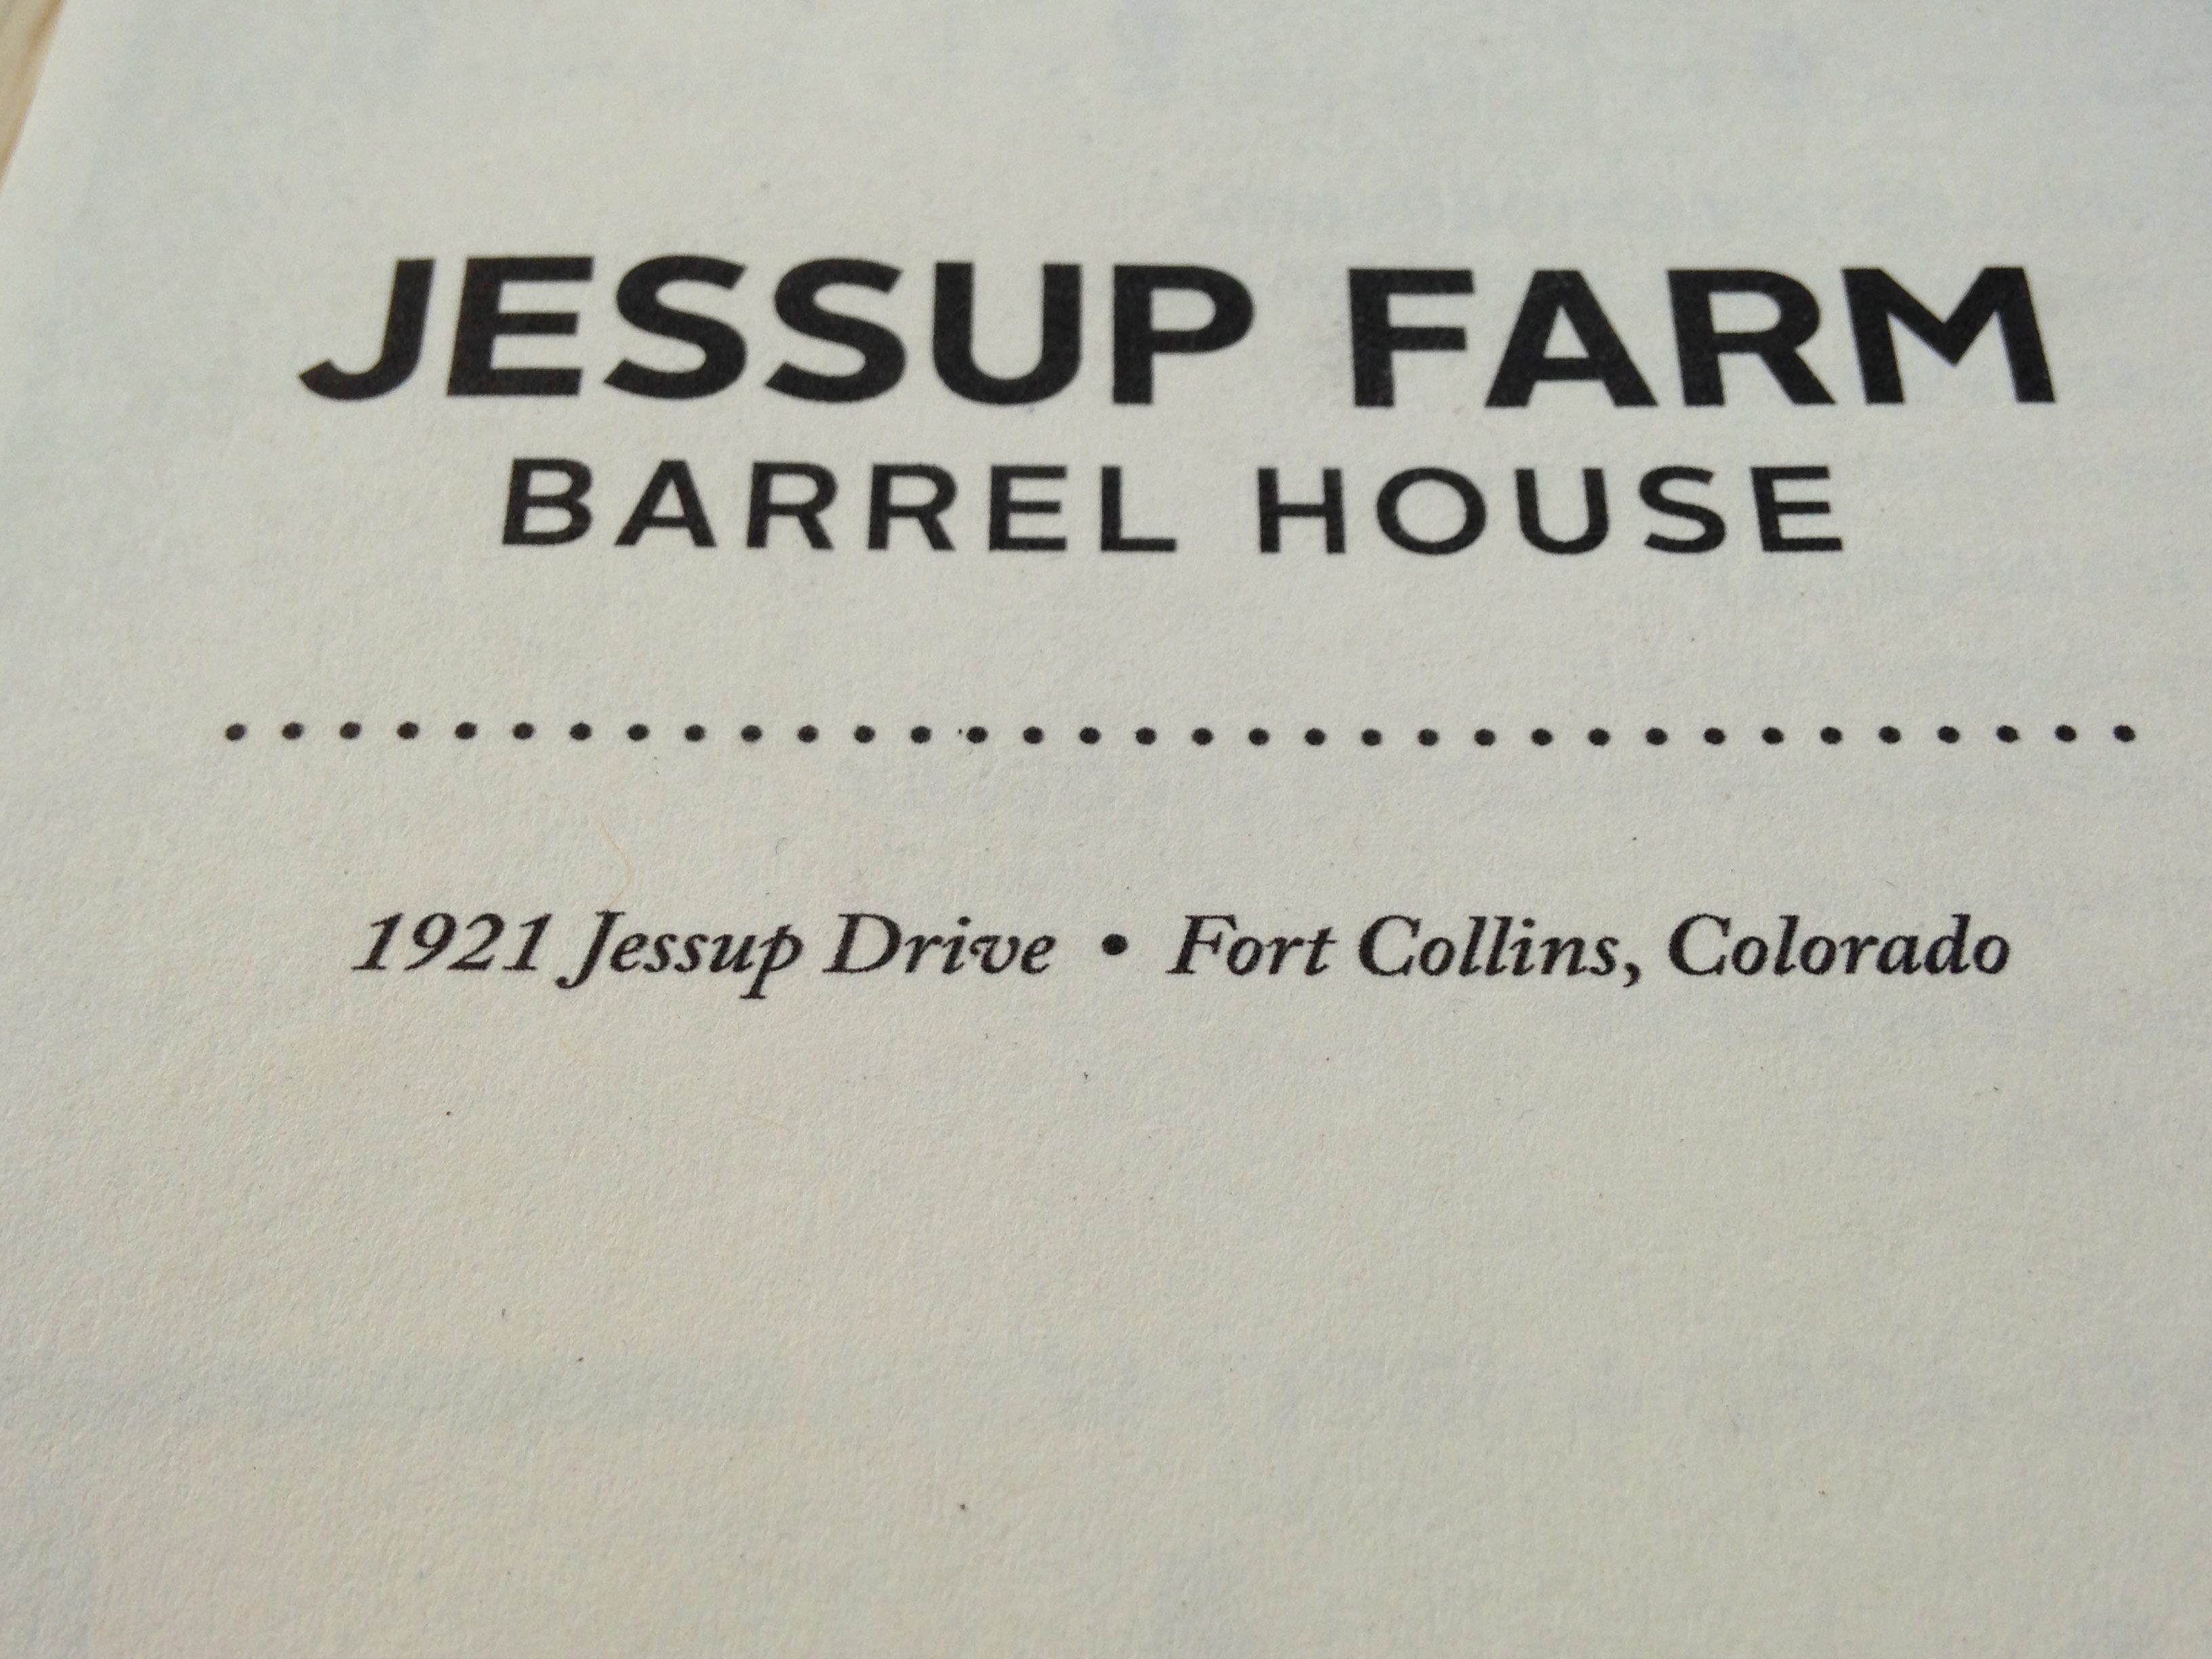 JESSUP FARM
BARREL HOUSE
1921 Jessup Drive • Fort Collins, Colorado